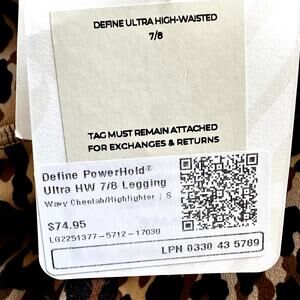 DEFINE ULTRA HIGH-WAISTED
7/8
TAG MUST REMAIN ATTACHED
FOR EXCHANGES & RETURNS
Define PowerHold®
Ultra HW 7/8 Legging
Wavy Cheetah/Highlighter | S
$74.95
LG2251377-5712-17030
LPN 0330 43 5789